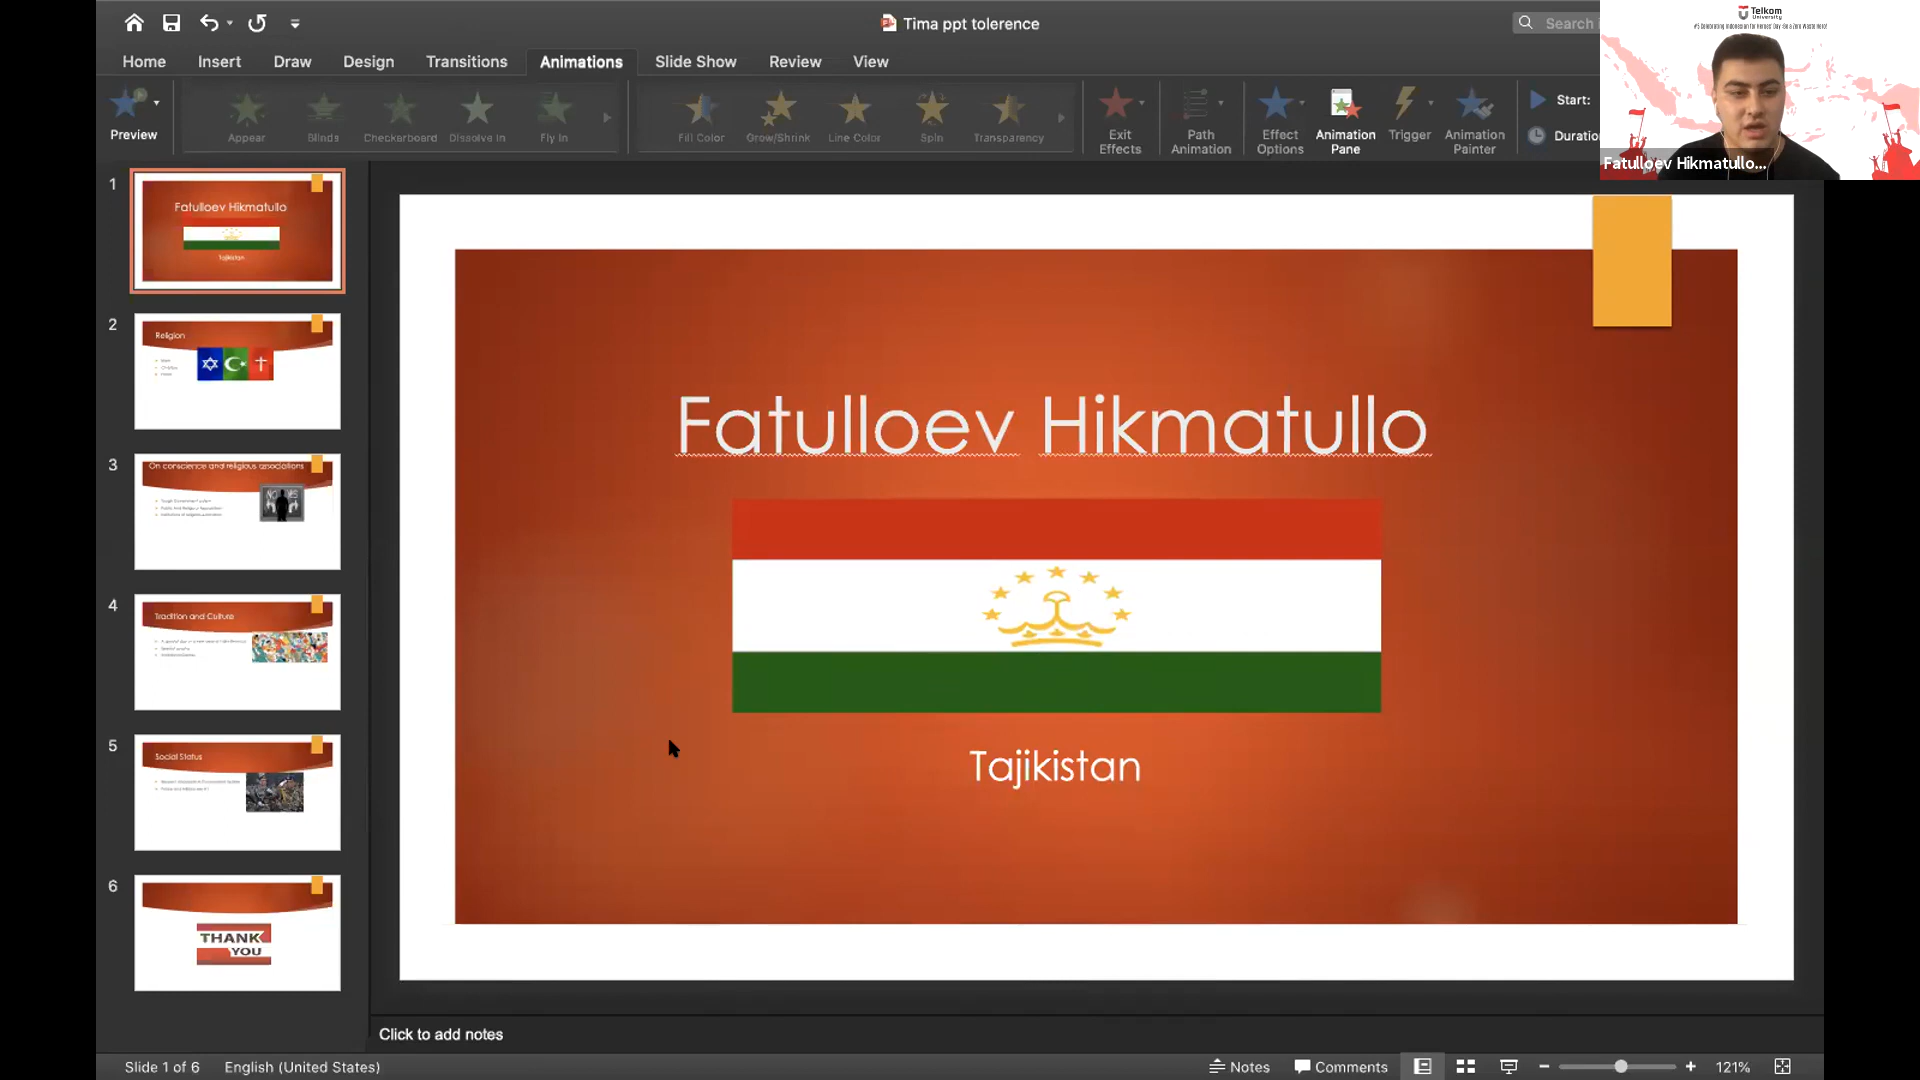 Tima ppt tolerence
Search i
Home
Insert
Draw
Design
Transitions
Animations
Slide Show
Review
View
Preview
Appear
Blinds
Checkerboard
Dissolve In
Fly In
Fill Color
Grow/Shrink
Line Color
Spin
Transparency
Exit
Effects
Path
Animation
Effect
Options
Animation
Pane
Trigger
Animation
Painter
Start:
Duratio
Telkom
University
Fatulloev Hikmatullo...
1
Fatulloev Hikmatullo
Tajikistan
2
Religion
3
On conscience and religious associations
4
Tradition and Culture
5
Social Status
6
THANK
YOU
Fatulloev Hikmatullo
Tajikistan
Click to add notes
Slide 1 of 6
English (United States)
Notes
Comments
121%